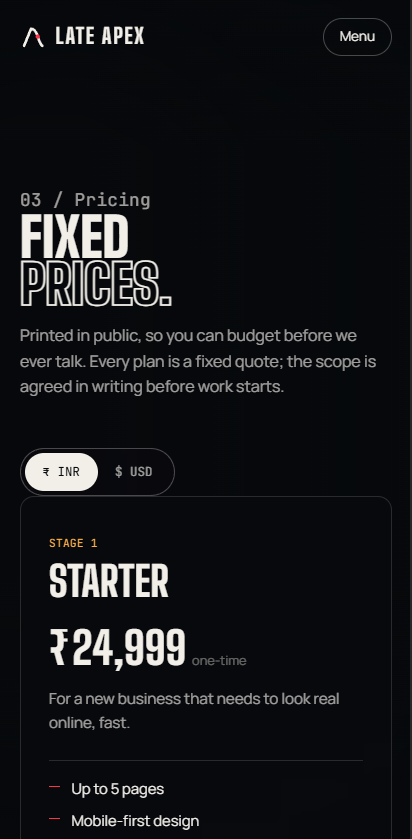 LATE APEX
Menu
03 / Pricing
FIXED
PRICES.
Printed in public, so you can budget before we
ever talk. Every plan is a fixed quote; the scope is
agreed in writing before work starts.
₹ INR
$ USD
STAGE 1
STARTER
₹24,999 one-time
For a new business that needs to look real
online, fast.
— Up to 5 pages
— Mobile-first design